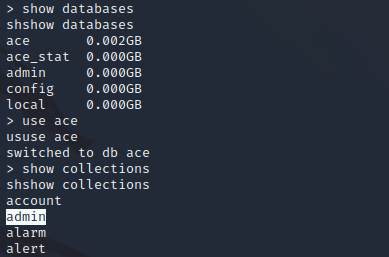 > show databases
shshow databases
ace       0.002GB
ace_stat  0.000GB
admin     0.000GB
config    0.000GB
local     0.000GB
> use ace
ususe ace
switched to db ace
> show collections
shshow collections
account
admin
alarm
alert